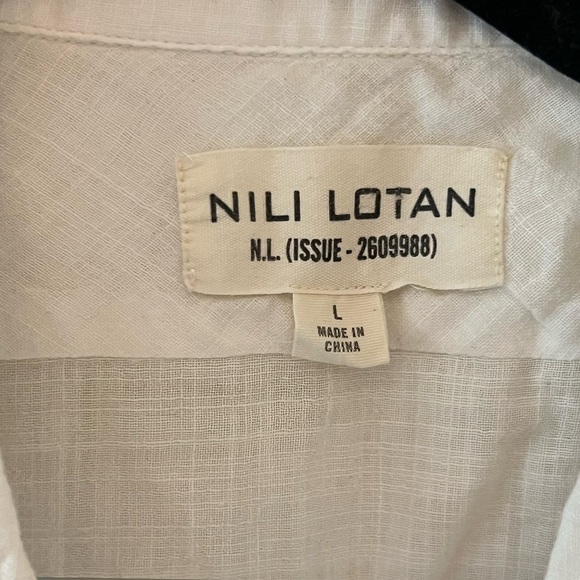 NILI LOTAN
N.L. (ISSUE - 2609988)
L
MADE IN
CHINA